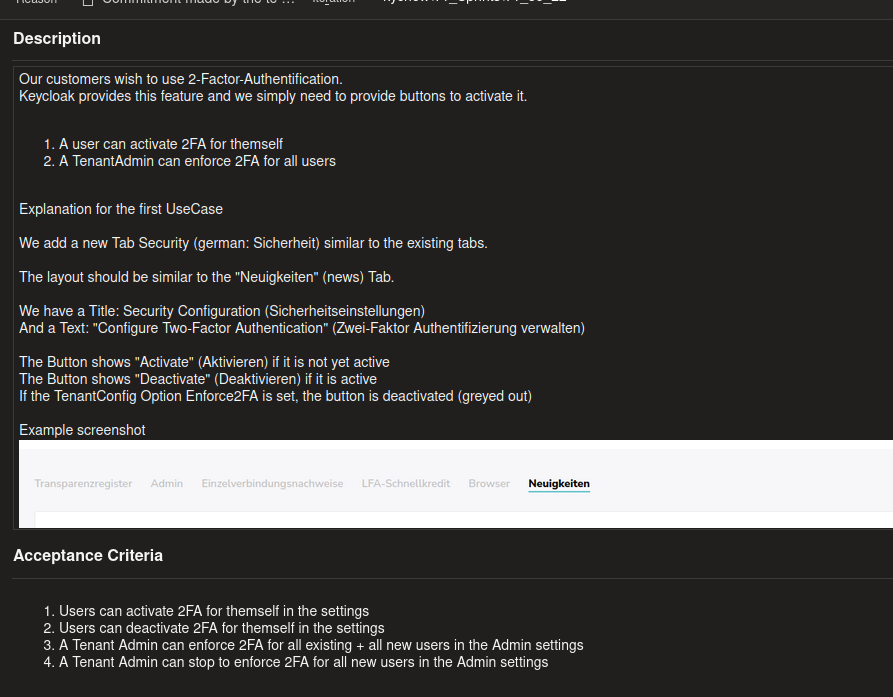 Description
Our customers wish to use 2-Factor-Authentification.
Keycloak provides this feature and we simply need to provide buttons to activate it.
1. A user can activate 2FA for themself
2. A TenantAdmin can enforce 2FA for all users
Explanation for the first UseCase
We add a new Tab Security (german: Sicherheit) similar to the existing tabs.
The layout should be similar to the "Neuigkeiten" (news) Tab.
We have a Title: Security Configuration (Sicherheitseinstellungen)
And a Text: "Configure Two-Factor Authentication" (Zwei-Faktor Authentifizierung verwalten)
The Button shows "Activate" (Aktivieren) if it is not yet active
The Button shows "Deactivate" (Deaktivieren) if it is active
If the TenantConfig Option Enforce2FA is set, the button is deactivated (greyed out)
Example screenshot
Transparenzregister Admin Einzelverbindungsnachweise LFA-Schnellkredit Browser Neuigkeiten
Acceptance Criteria
1. Users can activate 2FA for themself in the settings
2. Users can deactivate 2FA for themself in the settings
3. A Tenant Admin can enforce 2FA for all existing + all new users in the Admin settings
4. A Tenant Admin can stop to enforce 2FA for all new users in the Admin settings